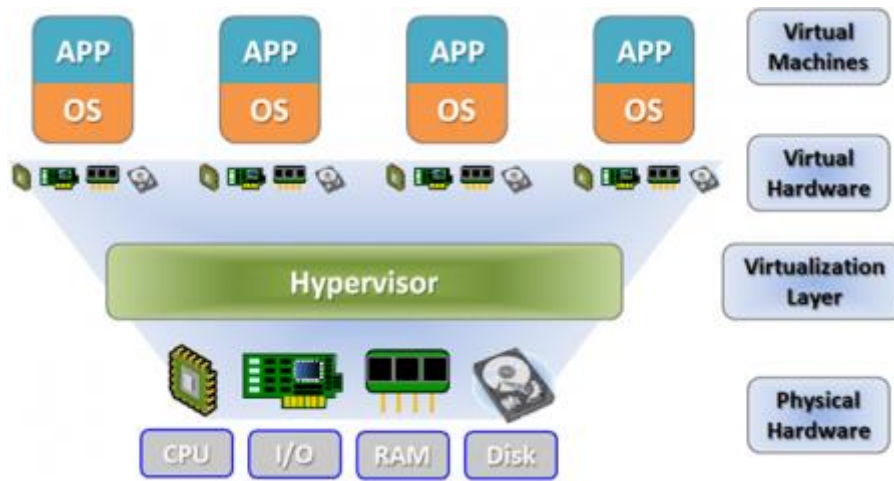 APP
APP
APP
APP
Virtual
Machines
OS
OS
OS
OS
Virtual
Hardware
Hypervisor
Virtualization
Layer
Physical
Hardware
CPU
I/O
RAM
Disk